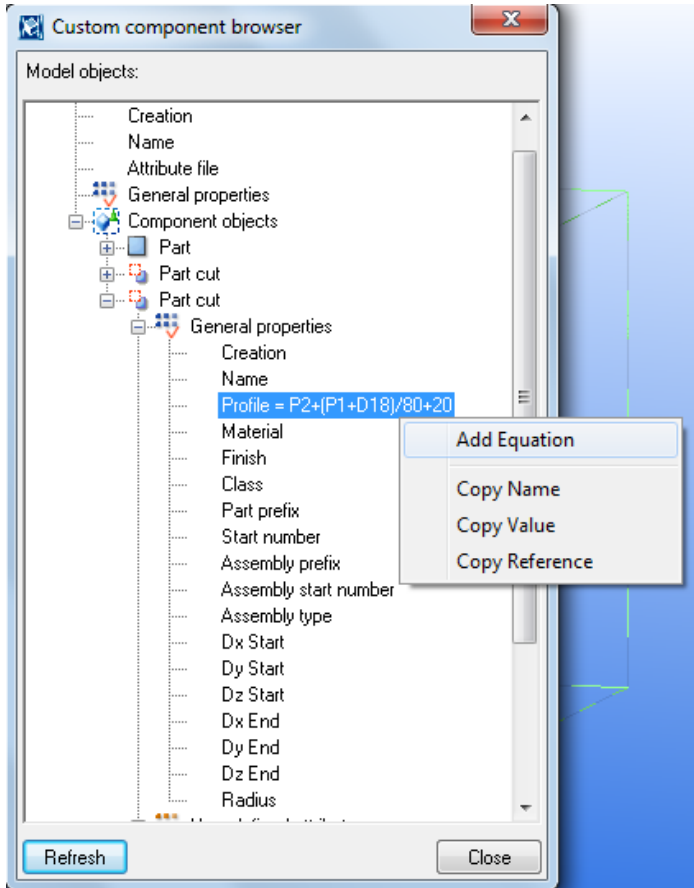 Custom component browser
Model objects:
Creation
Name
Attribute file
General properties
Component objects
Part
Part cut
Part cut
General properties
Creation
Name
Profile = P2+(P1+D18)/80+20
Material
Finish
Class
Part prefix
Start number
Assembly prefix
Assembly start number
Assembly type
Dx Start
Dy Start
Dz Start
Dx End
Dy End
Dz End
Radius
Add Equation
Copy Name
Copy Value
Copy Reference
Refresh
Close